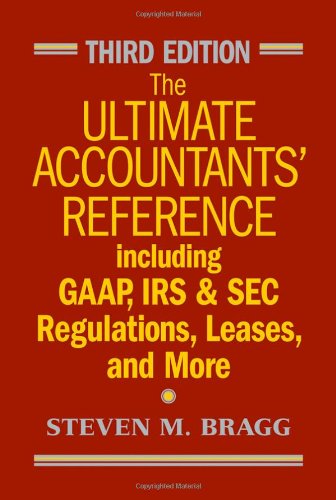 THIRD EDITION
The
ULTIMATE
ACCOUNTANTS'
REFERENCE
including
GAAP, IRS & SEC
Regulations, Leases,
and More
STEVEN M. BRAGG